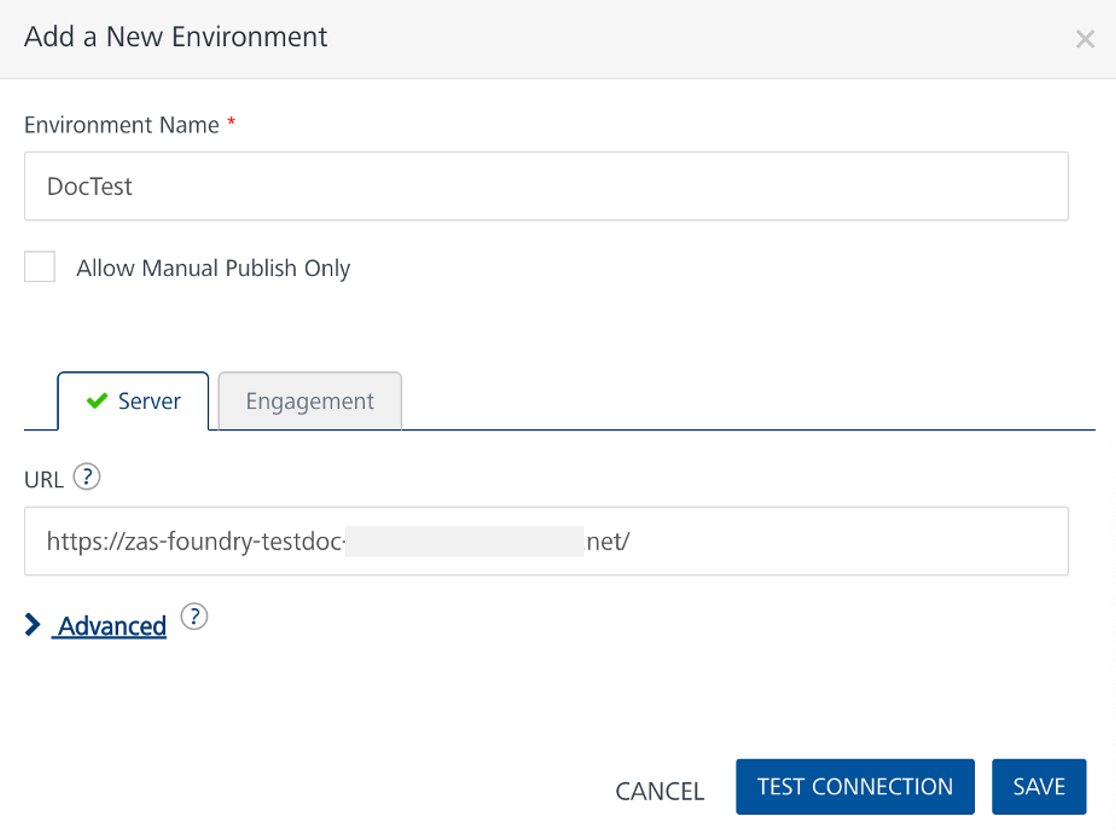 Add a New Environment
Environment Name *
DocTest
Allow Manual Publish Only
Server Engagement
URL ?
https://zas-foundry-testdoc- .net/
Advanced ?
CANCEL TEST CONNECTION SAVE